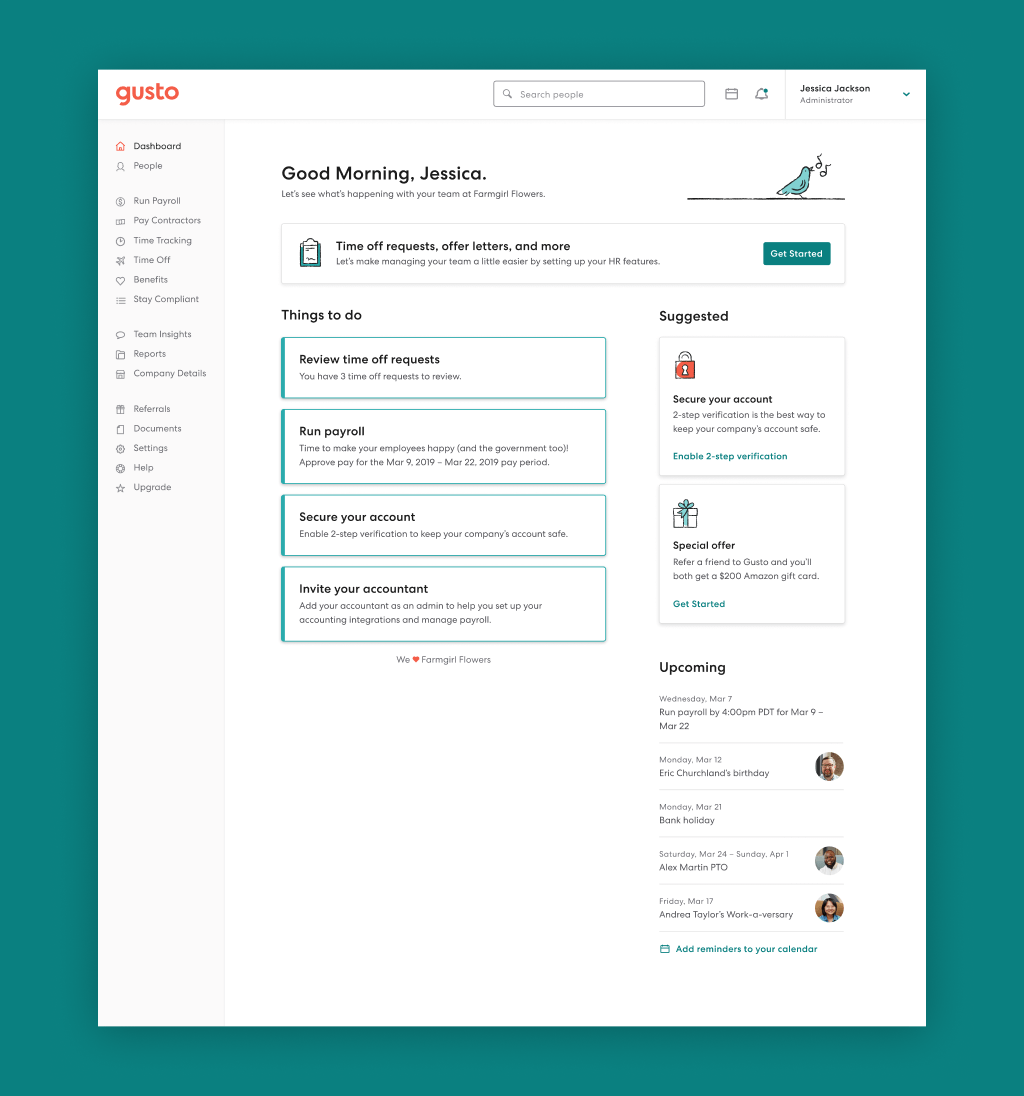 gusto
Search people
Jessica Jackson
Administrator
Dashboard
People
Run Payroll
Pay Contractors
Time Tracking
Time Off
Benefits
Stay Compliant
Team Insights
Reports
Company Details
Referrals
Documents
Settings
Help
Upgrade
Good Morning, Jessica.
Let's see what's happening with your team at Farmgirl Flowers.
Time off requests, offer letters, and more
Let's make managing your team a little easier by setting up your HR features.
Get Started
Things to do
Review time off requests
You have 3 time off requests to review.
Run payroll
Time to make your employees happy (and the government too)!
Approve pay for the Mar 9, 2019 – Mar 22, 2019 pay period.
Secure your account
Enable 2-step verification to keep your company's account safe.
Invite your accountant
Add your accountant as an admin to help you set up your
accounting integrations and manage payroll.
We ❤ Farmgirl Flowers
Suggested
Secure your account
2-step verification is the best way to
keep your company's account safe.
Enable 2-step verification
Special offer
Refer a friend to Gusto and you'll
both get a $200 Amazon gift card.
Get Started
Upcoming
Wednesday, Mar 7
Run payroll by 4:00pm PDT for Mar 9 –
Mar 22
Monday, Mar 12
Eric Churchland's birthday
Monday, Mar 21
Bank holiday
Saturday, Mar 24 – Sunday, Apr 1
Alex Martin PTO
Friday, Mar 17
Andrea Taylor's Work-a-versary
Add reminders to your calendar